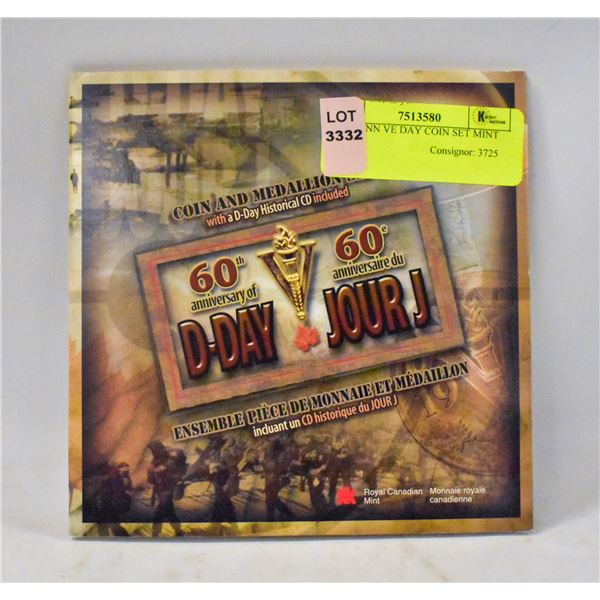 LOT
3332
7513580
NN VE DAY COIN SET MINT
Consignor: 3725
COIN AND MEDALLION
with a D-Day Historical CD included
60th
anniversary of
D-DAY
60e
anniversaire du
JOUR J
ENSEMBLE PIÈCE DE MONNAIE ET MÉDAILLON
incluant un CD historique du JOUR J
Royal Canadian
Mint
Monnaie royale
canadienne